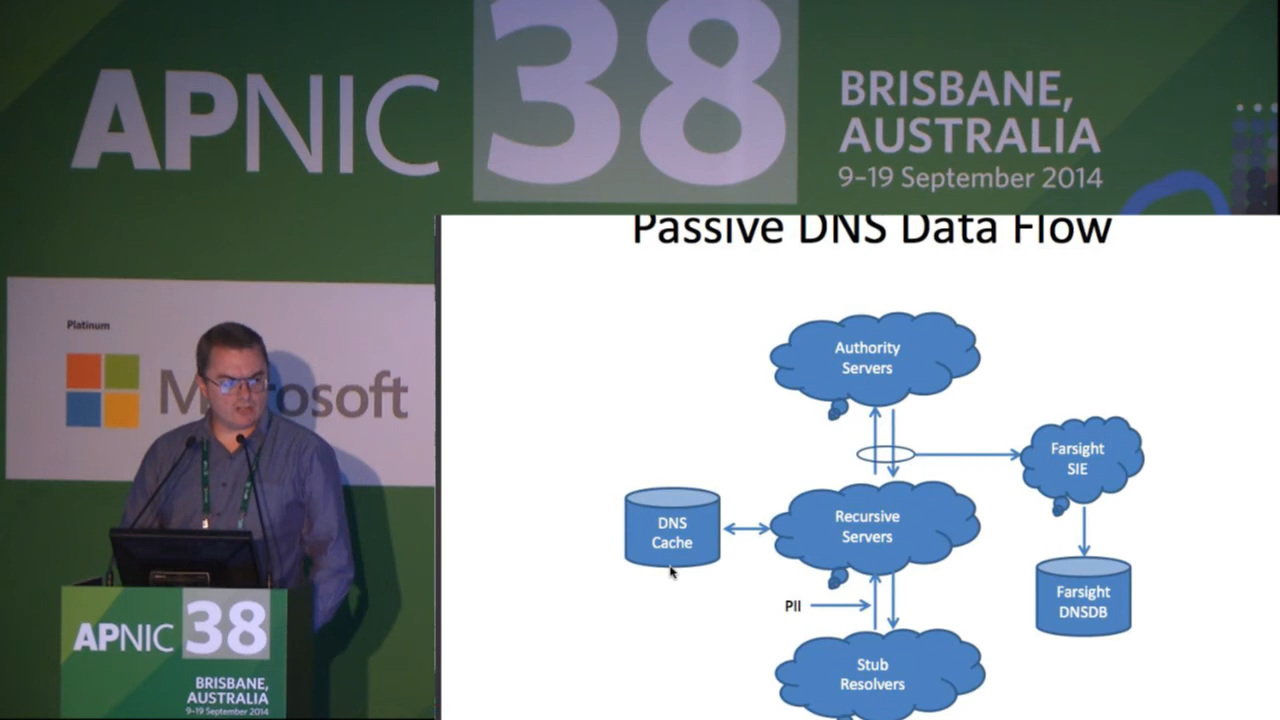 APNIC
38
BRISBANE,
AUSTRALIA
9–19 September 2014
Passive DNS Data Flow
Platinum
Microsoft
Authority
Servers
Farsight
SIE
DNS
Cache
Recursive
Servers
Farsight
DNSDB
PII
Stub
Resolvers
APNIC
38
BRISBANE,
AUSTRALIA
9–19 September 2014